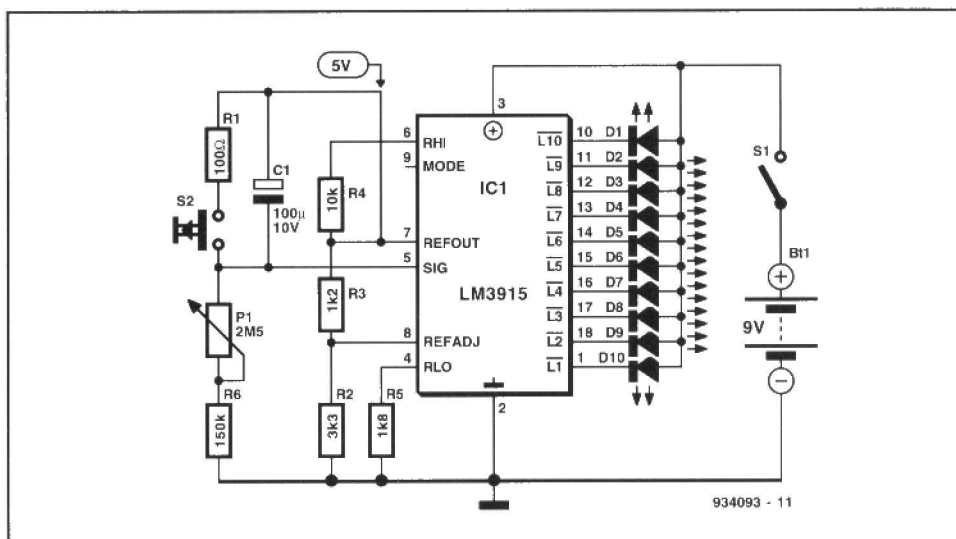 5V
R1
100Ω
C1
100µ
10V
S2
P1
2M5
R6
150k
R4
10k
R3
1k2
R2
3k3
R5
1k8
3
6 RHI
9 MODE
IC1
7 REFOUT
5 SIG
LM3915
8 REFADJ
4 RLO
2
L10 10 D1
L9 11 D2
L8 12 D3
L7 13 D4
L6 14 D5
L5 15 D6
L4 16 D7
L3 17 D8
L2 18 D9
L1 1 D10
S1
Bt1
9V
934093 - 11